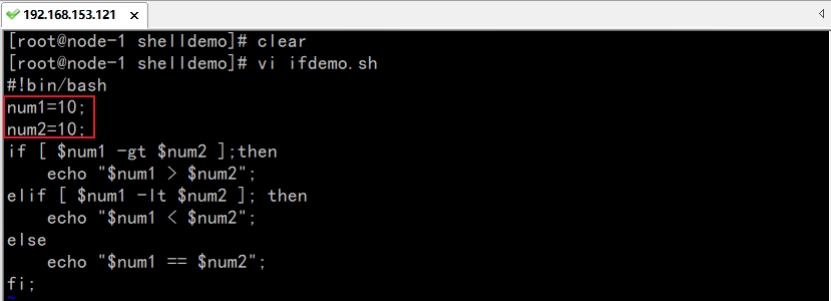 192.168.153.121 ×
[root@node-1 shelldemo]# clear
[root@node-1 shelldemo]# vi ifdemo.sh
#!bin/bash
num1=10;
num2=10;
if [ $num1 -gt $num2 ];then
    echo "$num1 > $num2";
elif [ $num1 -lt $num2 ]; then
    echo "$num1 < $num2";
else
    echo "$num1 == $num2";
fi;
~